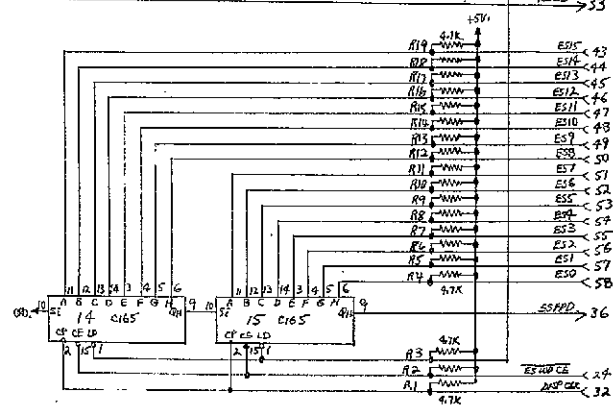 33
+5V
R19 4.7K ES15 43
R18 ES14 44
R17 ES13 45
R16 ES12 46
R15 ES11 47
R14 ES10 48
R13 ES9 49
R12 ES8 50
R11 ES7 51
R10 ES6 52
R9 ES5 53
R8 ES4 54
R7 ES3 55
R6 ES2 56
R5 ES1 57
R4 4.7K ES0 58
11 12 13 14 3 4 5 6 11 12 13 14 3 4 5 6
10 A B C D E F G H 9 10 A B C D E F G H 9
SI QH SI QH SSPPD 36
14 C165 15 C165
CP CE LD CP CE LD
2 15 1 2 15 1
R3 4.7K
R2 24
R1 32
4.7K